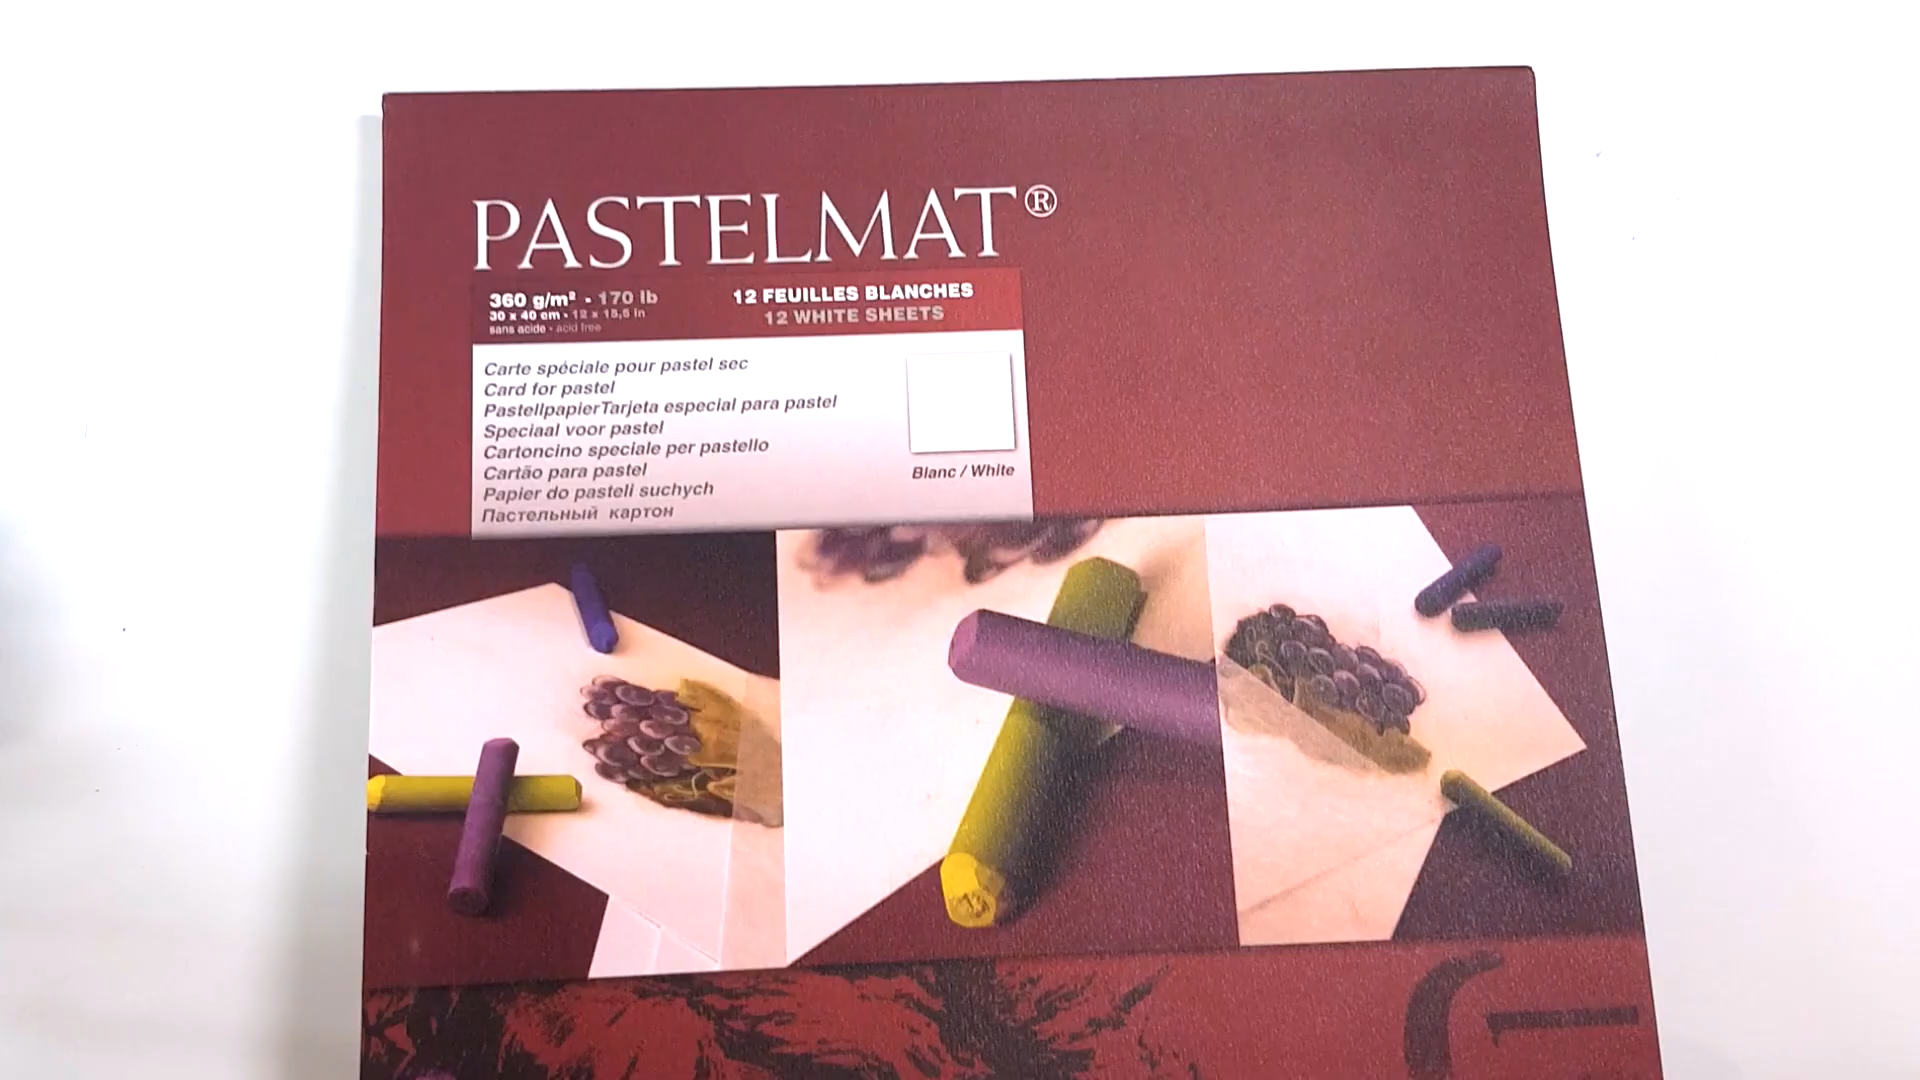 PASTELMAT®
360 g/m² - 170 lb
30 x 40 cm - 12 x 15,5 in
sans acide - acid free
12 FEUILLES BLANCHES
12 WHITE SHEETS
Carte spéciale pour pastel sec
Card for pastel
PastellpapierTarjeta especial para pastel
Speciaal voor pastel
Cartoncino speciale per pastello
Cartão para pastel
Papier do pasteli suchych
Пастельный картон
Blanc / White